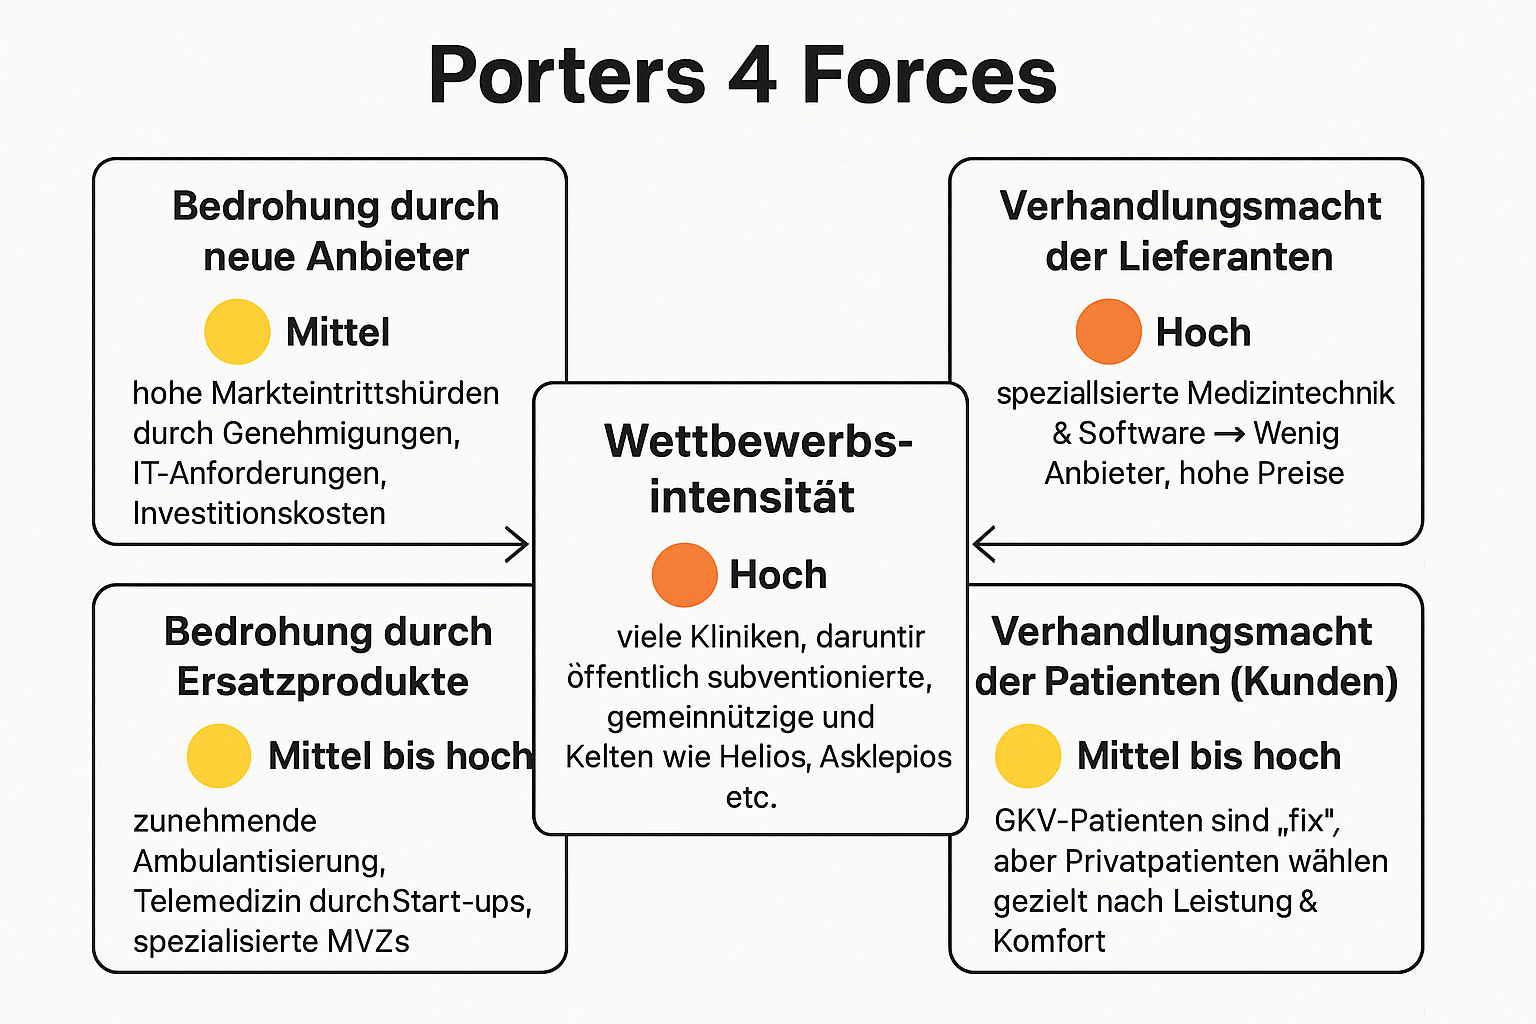 Porters 4 Forces
Bedrohung durch
neue Anbieter
Mittel
hohe Markteintrittshürden
durch Genehmigungen,
IT-Anforderungen,
Investitionskosten
Verhandlungsmacht
der Lieferanten
Hoch
speziallsierte Medizintechnik
& Software → Wenig
Anbieter, hohe Preise
Wettbewerbs-
intensität
Hoch
viele Kliniken, daruntir
öffentlich subventionierte,
gemeinnützige und
Kelten wie Helios, Asklepios
etc.
Bedrohung durch
Ersatzprodukte
Mittel bis hoch
zunehmende
Ambulantisierung,
Telemedizin durchStart-ups,
spezialisierte MVZs
Verhandlungsmacht
der Patienten (Kunden)
Mittel bis hoch
GKV-Patienten sind „fix",
aber Privatpatienten wählen
gezielt nach Leistung &
Komfort